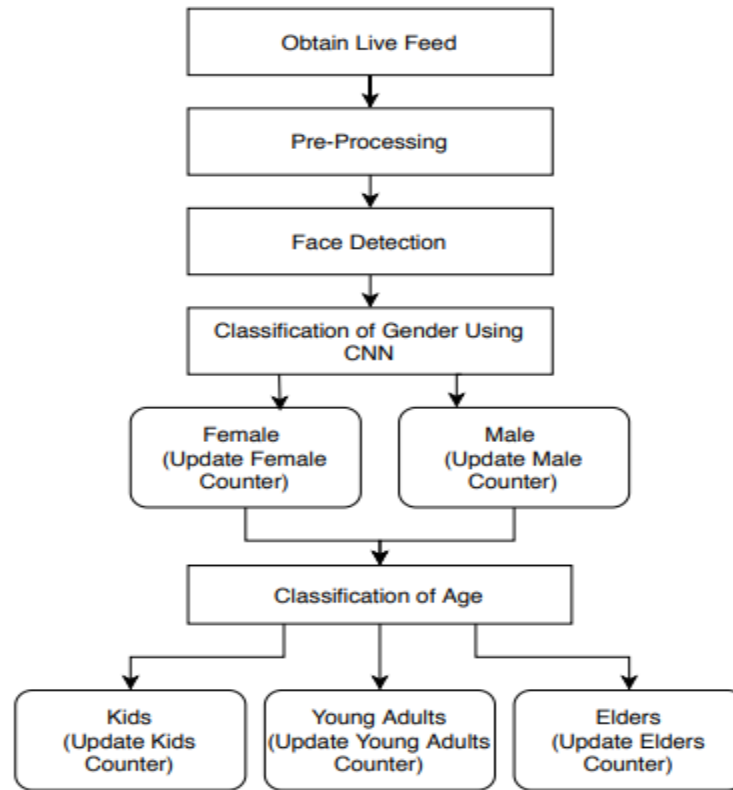 Obtain Live Feed
Pre-Processing
Face Detection
Classification of Gender Using
CNN
Female
(Update Female
Counter)
Male
(Update Male
Counter)
Classification of Age
Kids
(Update Kids
Counter)
Young Adults
(Update Young Adults
Counter)
Elders
(Update Elders
Counter)